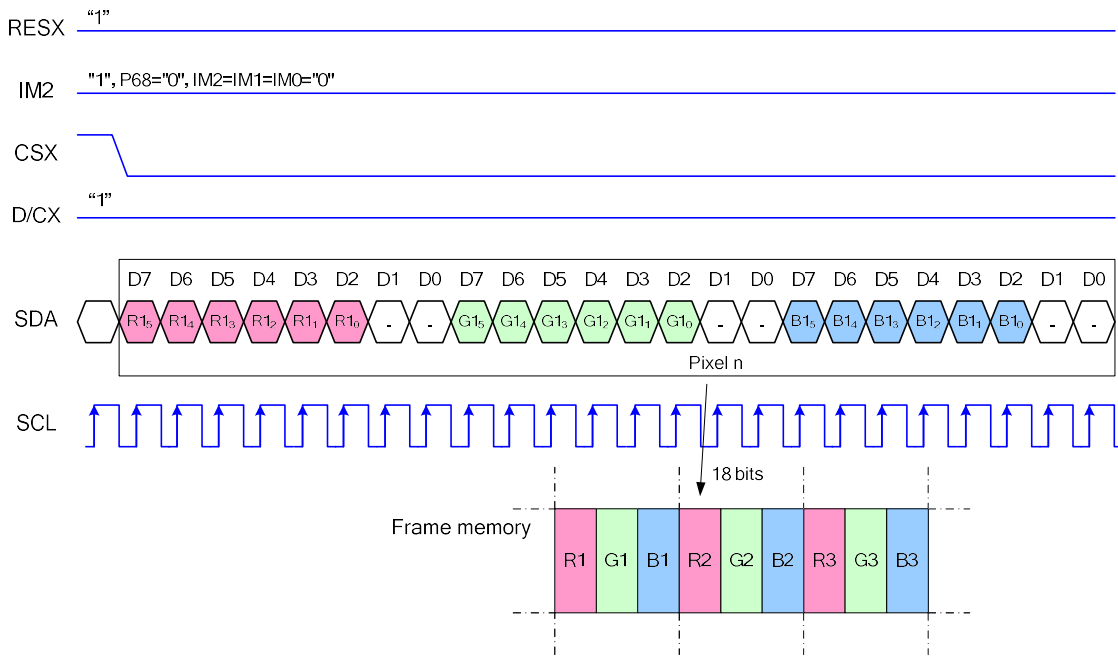 RESX "1"
IM2 "1", P68="0", IM2=IM1=IM0="0"
CSX
D/CX "1"
D7 D6 D5 D4 D3 D2 D1 D0 D7 D6 D5 D4 D3 D2 D1 D0 D7 D6 D5 D4 D3 D2 D1 D0
SDA R1₅ R1₄ R1₃ R1₂ R1₁ R1₀ - - G1₅ G1₄ G1₃ G1₂ G1₁ G1₀ - - B1₅ B1₄ B1₃ B1₂ B1₁ B1₀ - -
Pixel n
SCL
18 bits
Frame memory
R1 G1 B1 R2 G2 B2 R3 G3 B3